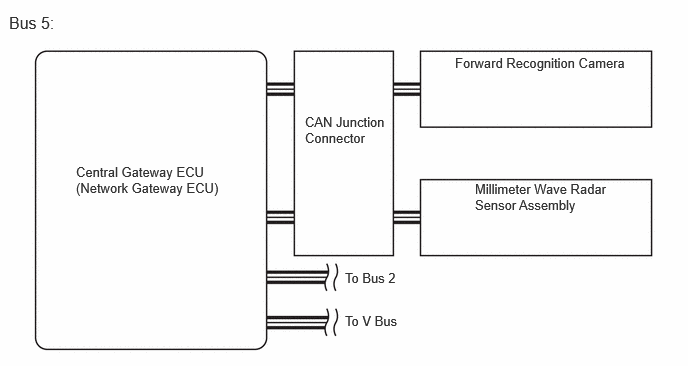 Bus 5:
Forward Recognition Camera
CAN Junction
Connector
Central Gateway ECU
(Network Gateway ECU)
Millimeter Wave Radar
Sensor Assembly
To Bus 2
To V Bus